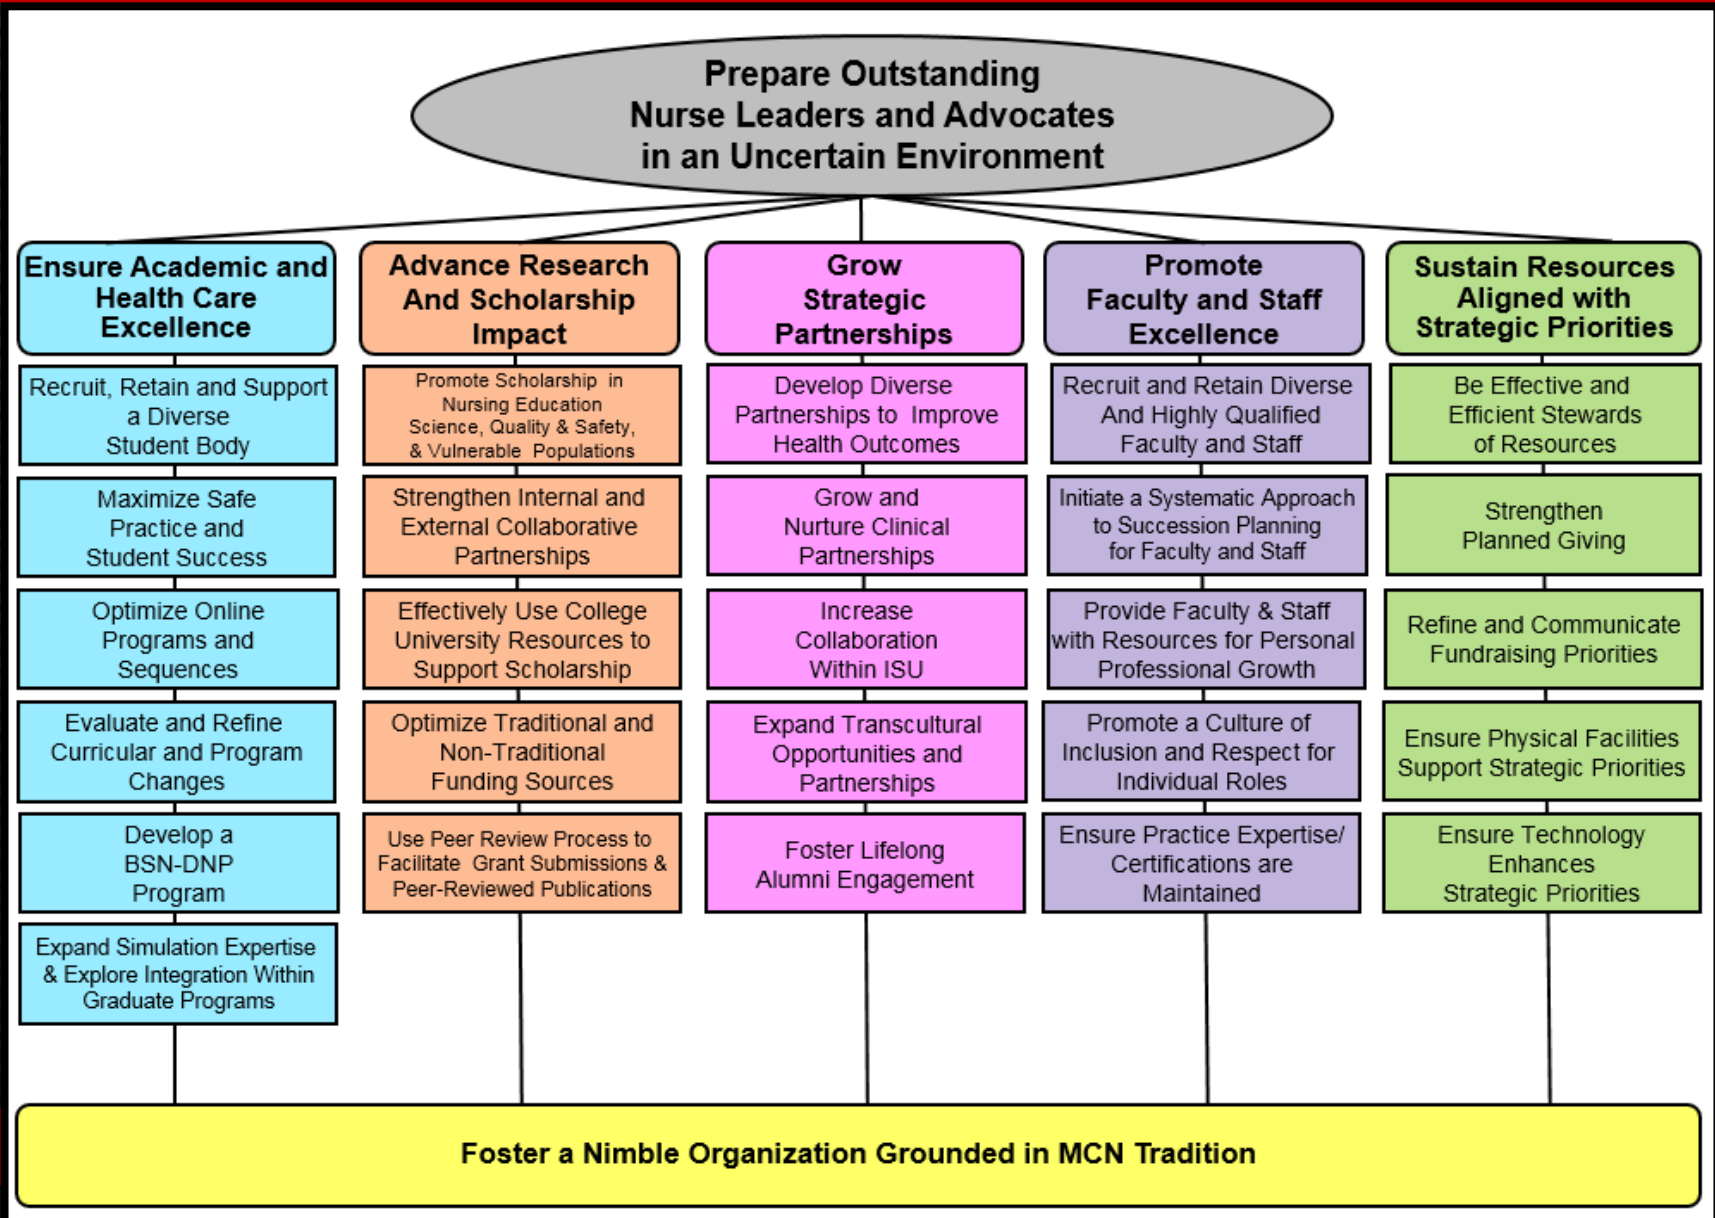 Prepare Outstanding
Nurse Leaders and Advocates
in an Uncertain Environment
Ensure Academic and
Health Care
Excellence
Recruit, Retain and Support
a Diverse
Student Body
Maximize Safe
Practice and
Student Success
Optimize Online
Programs and
Sequences
Evaluate and Refine
Curricular and Program
Changes
Develop a
BSN-DNP
Program
Expand Simulation Expertise
& Explore Integration Within
Graduate Programs
Advance Research
And Scholarship
Impact
Promote Scholarship in
Nursing Education
Science, Quality & Safety,
& Vulnerable Populations
Strengthen Internal and
External Collaborative
Partnerships
Effectively Use College
University Resources to
Support Scholarship
Optimize Traditional and
Non-Traditional
Funding Sources
Use Peer Review Process to
Facilitate Grant Submissions &
Peer-Reviewed Publications
Grow
Strategic
Partnerships
Develop Diverse
Partnerships to Improve
Health Outcomes
Grow and
Nurture Clinical
Partnerships
Increase
Collaboration
Within ISU
Expand Transcultural
Opportunities and
Partnerships
Foster Lifelong
Alumni Engagement
Promote
Faculty and Staff
Excellence
Recruit and Retain Diverse
And Highly Qualified
Faculty and Staff
Initiate a Systematic Approach
to Succession Planning
for Faculty and Staff
Provide Faculty & Staff
with Resources for Personal
Professional Growth
Promote a Culture of
Inclusion and Respect for
Individual Roles
Ensure Practice Expertise/
Certifications are
Maintained
Sustain Resources
Aligned with
Strategic Priorities
Be Effective and
Efficient Stewards
of Resources
Strengthen
Planned Giving
Refine and Communicate
Fundraising Priorities
Ensure Physical Facilities
Support Strategic Priorities
Ensure Technology
Enhances
Strategic Priorities
Foster a Nimble Organization Grounded in MCN Tradition